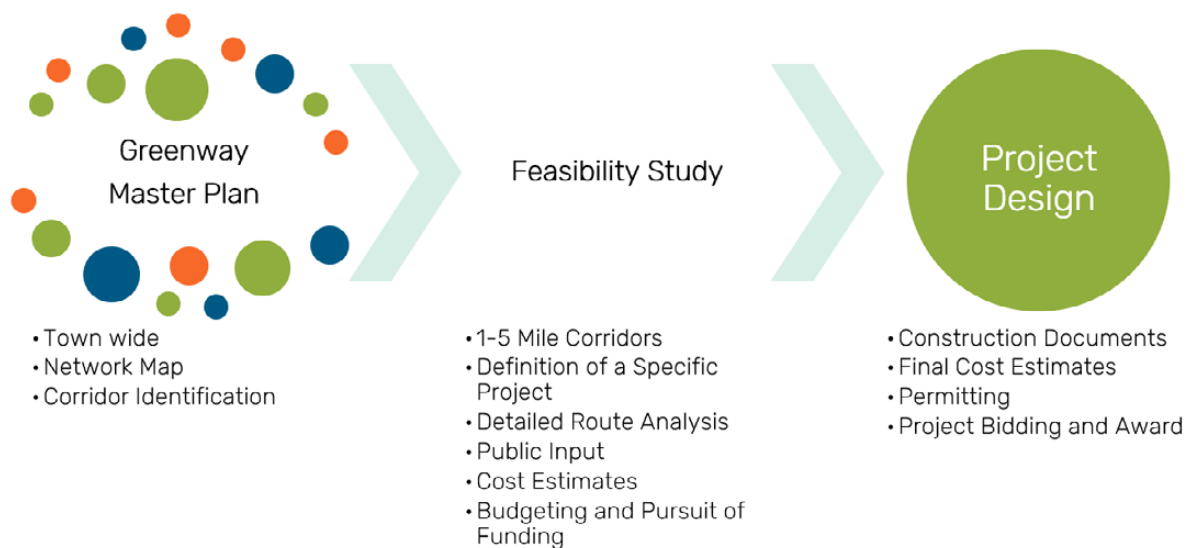 Greenway
Master Plan
• Town wide
• Network Map
• Corridor Identification
Feasibility Study
• 1-5 Mile Corridors
• Definition of a Specific
Project
• Detailed Route Analysis
• Public Input
• Cost Estimates
• Budgeting and Pursuit of
Funding
Project
Design
• Construction Documents
• Final Cost Estimates
• Permitting
• Project Bidding and Award